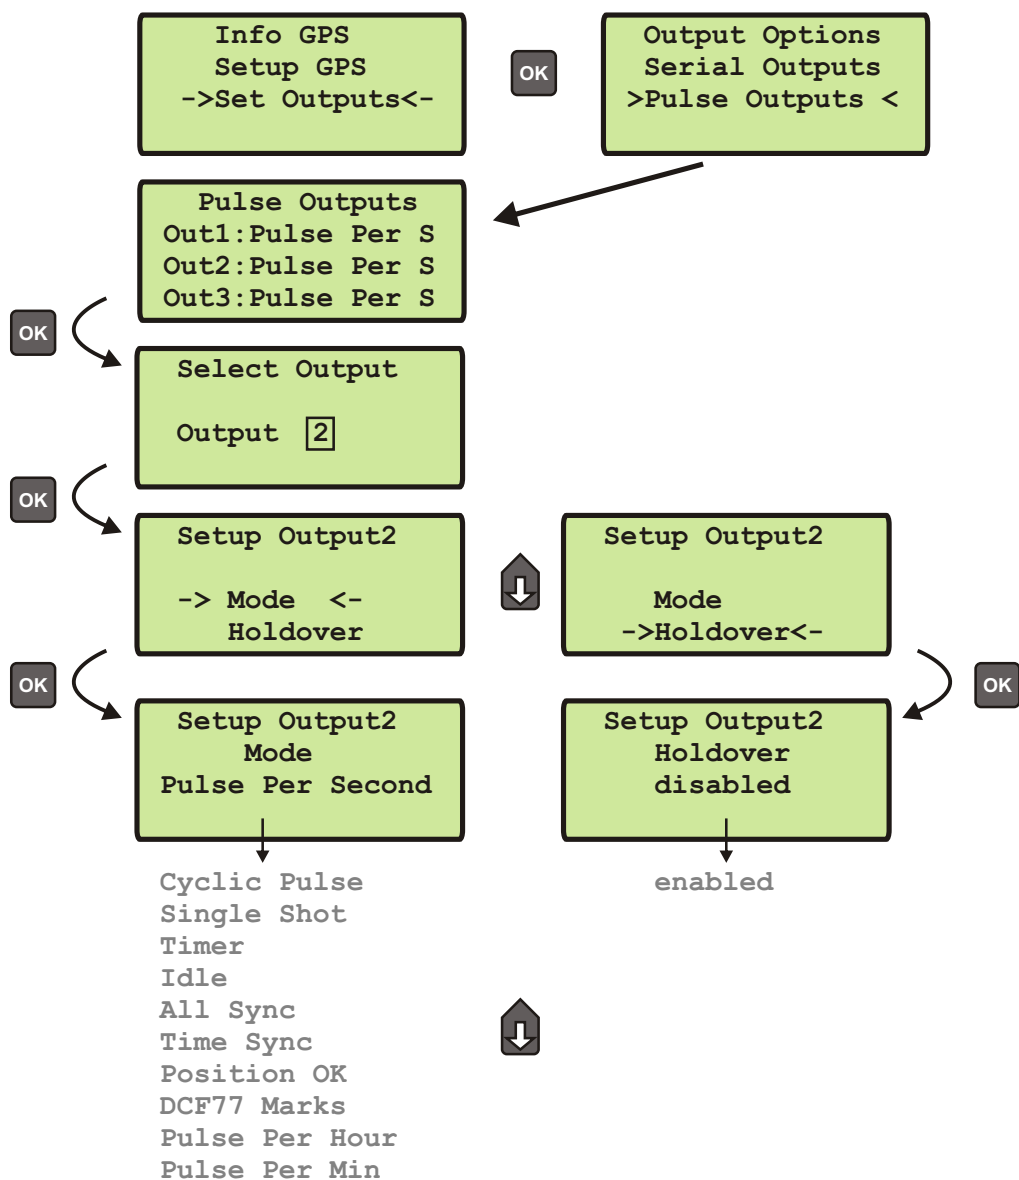 Info GPS
Setup GPS
->Set Outputs<-
OK
Output Options
Serial Outputs
>Pulse Outputs <
Pulse Outputs
Out1:Pulse Per S
Out2:Pulse Per S
Out3:Pulse Per S
OK
Select Output
Output 2
OK
Setup Output2
-> Mode <-
Holdover
Setup Output2
Mode
->Holdover<-
OK
OK
Setup Output2
Mode
Pulse Per Second
Setup Output2
Holdover
disabled
Cyclic Pulse
Single Shot
Timer
Idle
All Sync
Time Sync
Position OK
DCF77 Marks
Pulse Per Hour
Pulse Per Min
enabled